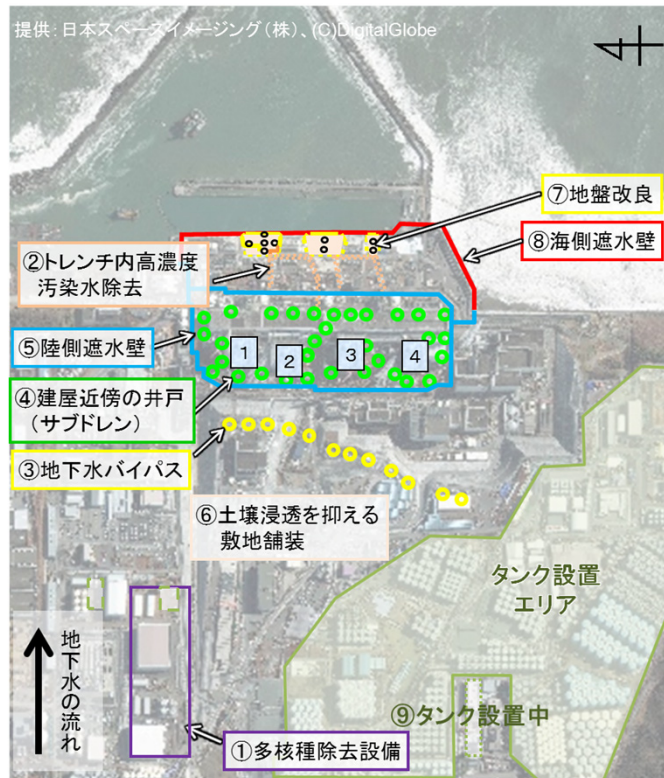 提供：日本スペースイメージング（株）、(C)DigitalGlobe
⑦地盤改良
⑧海側遮水壁
②トレンチ内高濃度
汚染水除去
⑤陸側遮水壁
1
2
3
4
④建屋近傍の井戸
（サブドレン）
③地下水バイパス
⑥土壌浸透を抑える
敷地舗装
タンク設置
エリア
地下水の流れ
⑨タンク設置中
①多核種除去設備